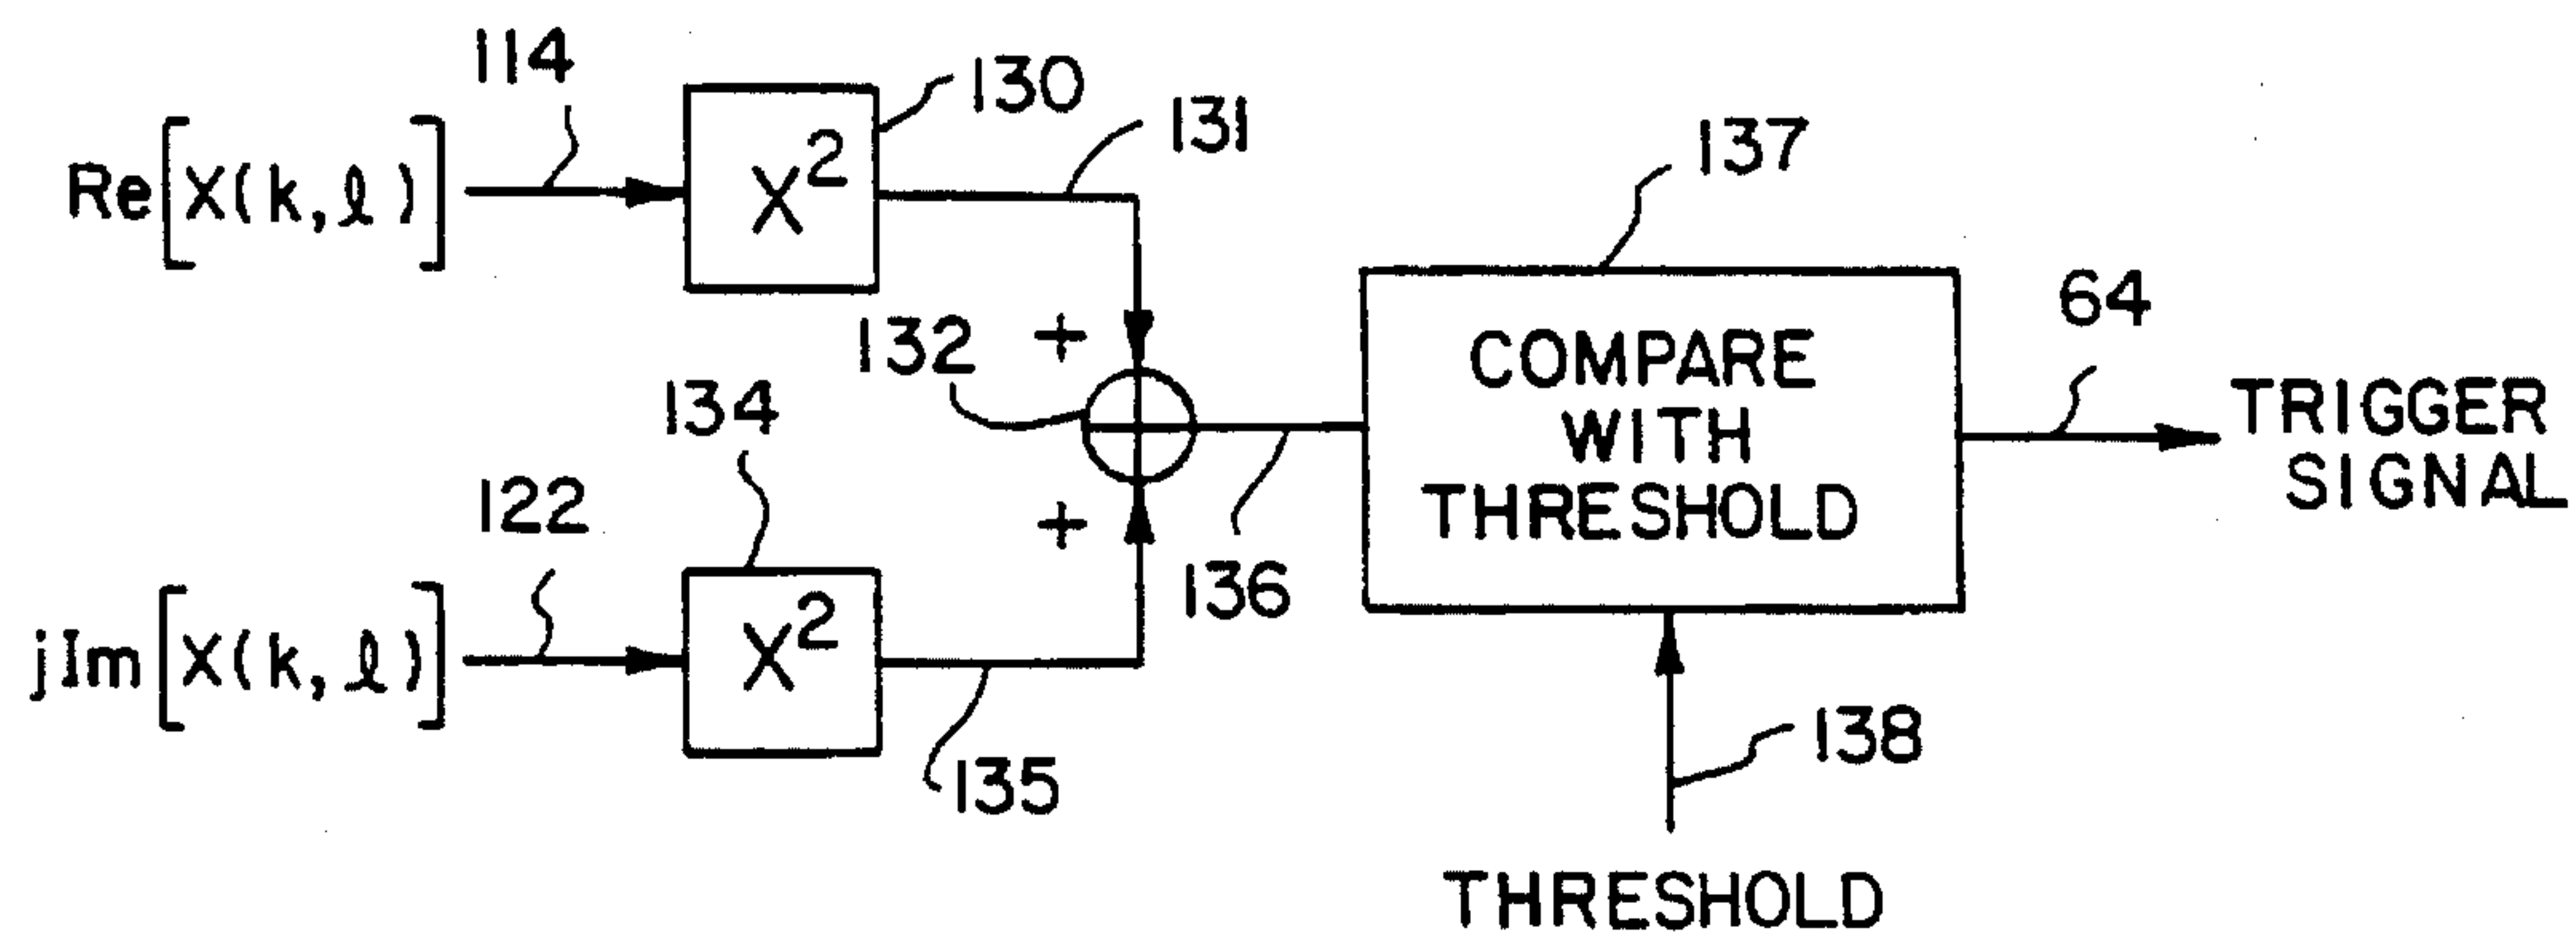 114
130
131
Re[X(k,ℓ)]
X²
137
132
+
64
COMPARE
WITH
THRESHOLD
TRIGGER
SIGNAL
134
122
+
136
jIm[X(k,ℓ)]
X²
135
138
THRESHOLD